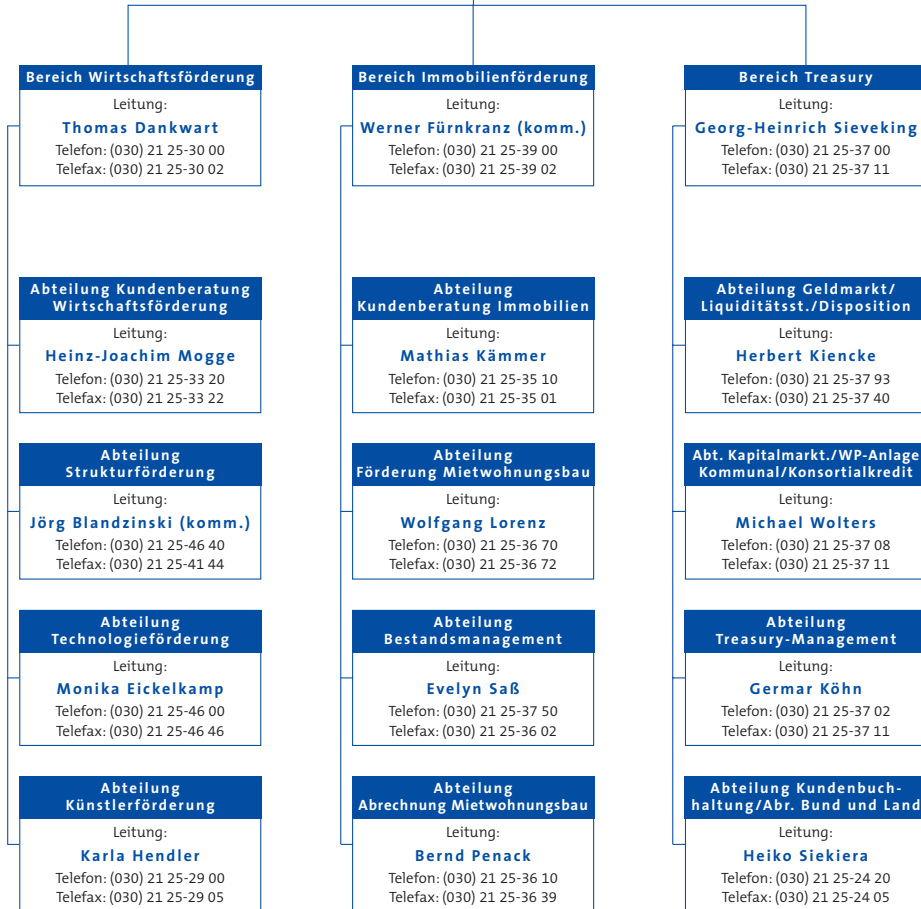 Bereich Wirtschaftsförderung
Leitung:
Thomas Dankwart
Telefon: (030) 21 25-30 00
Telefax: (030) 21 25-30 02
Abteilung Kundenberatung
Wirtschaftsförderung
Leitung:
Heinz-Joachim Mogge
Telefon: (030) 21 25-33 20
Telefax: (030) 21 25-33 22
Abteilung
Strukturförderung
Leitung:
Jörg Blandzinski (komm.)
Telefon: (030) 21 25-46 40
Telefax: (030) 21 25-41 44
Abteilung
Technologieförderung
Leitung:
Monika Eickelkamp
Telefon: (030) 21 25-46 00
Telefax: (030) 21 25-46 46
Abteilung
Künstlerförderung
Leitung:
Karla Hendler
Telefon: (030) 21 25-29 00
Telefax: (030) 21 25-29 05
Bereich Immobilienförderung
Leitung:
Werner Fürnkranz (komm.)
Telefon: (030) 21 25-39 00
Telefax: (030) 21 25-39 02
Abteilung
Kundenberatung Immobilien
Leitung:
Mathias Kämmer
Telefon: (030) 21 25-35 10
Telefax: (030) 21 25-35 01
Abteilung
Förderung Mietwohnungsbau
Leitung:
Wolfgang Lorenz
Telefon: (030) 21 25-36 70
Telefax: (030) 21 25-36 72
Abteilung
Bestandsmanagement
Leitung:
Evelyn Saß
Telefon: (030) 21 25-37 50
Telefax: (030) 21 25-36 02
Abteilung
Abrechnung Mietwohnungsbau
Leitung:
Bernd Penack
Telefon: (030) 21 25-36 10
Telefax: (030) 21 25-36 39
Bereich Treasury
Leitung:
Georg-Heinrich Sieveking
Telefon: (030) 21 25-37 00
Telefax: (030) 21 25-37 11
Abteilung Geldmarkt/
Liquiditätsst./Disposition
Leitung:
Herbert Kiencke
Telefon: (030) 21 25-37 93
Telefax: (030) 21 25-37 40
Abt. Kapitalmarkt./WP-Anlage
Kommunal/Konsortialkredit
Leitung:
Michael Wolters
Telefon: (030) 21 25-37 08
Telefax: (030) 21 25-37 11
Abteilung
Treasury-Management
Leitung:
Germar Köhn
Telefon: (030) 21 25-37 02
Telefax: (030) 21 25-37 11
Abteilung Kundenbuch-
haltung/Abr. Bund und Land
Leitung:
Heiko Siekiera
Telefon: (030) 21 25-24 20
Telefax: (030) 21 25-24 05